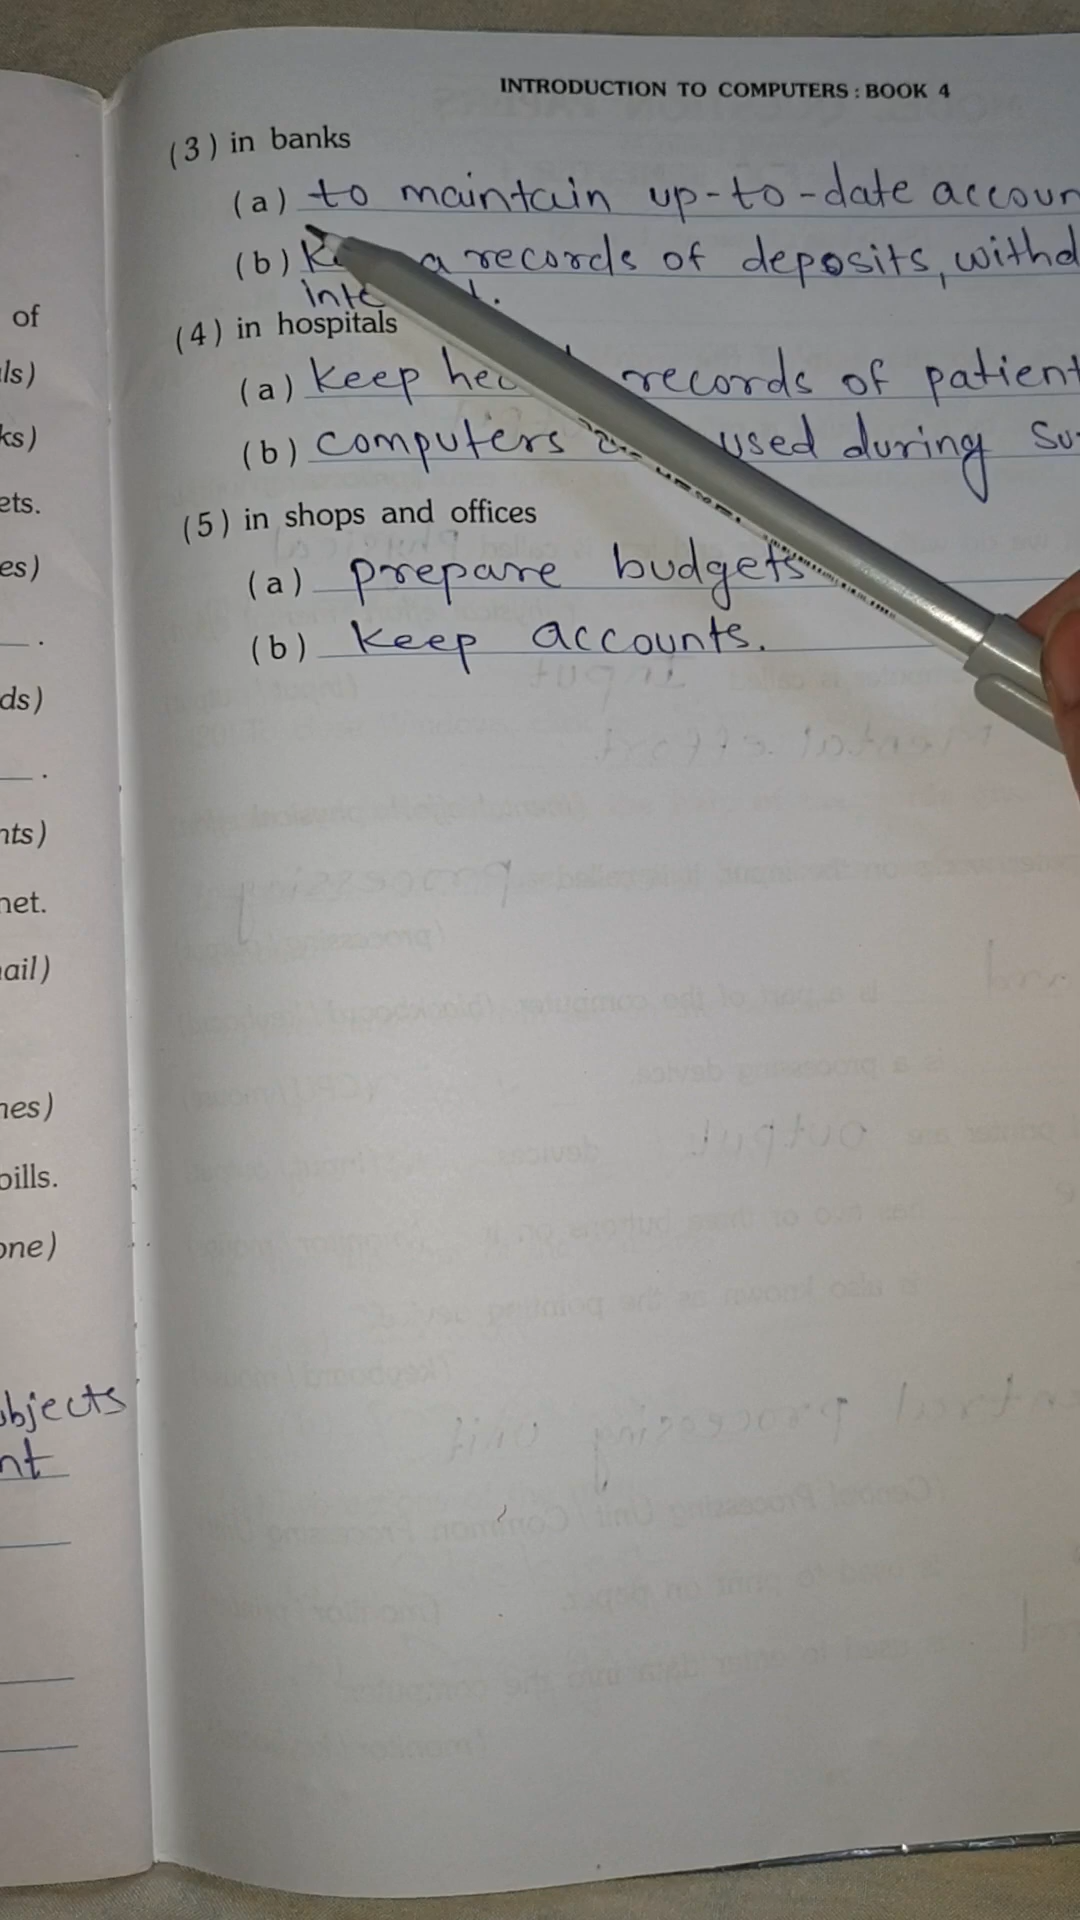 INTRODUCTION TO COMPUTERS : BOOK 4
(3) in banks
(a) to maintain up-to-date accoun
(b) a records of deposits, withd
(4) in hospitals
(a) keep records of patient
(b) computers used during su
(5) in shops and offices
(a) prepare budgets
(b) keep accounts.
of
ls)
ks)
ets.
es)
ds)
nts)
net.
ail)
nes)
bills.
one)
bjects
nt